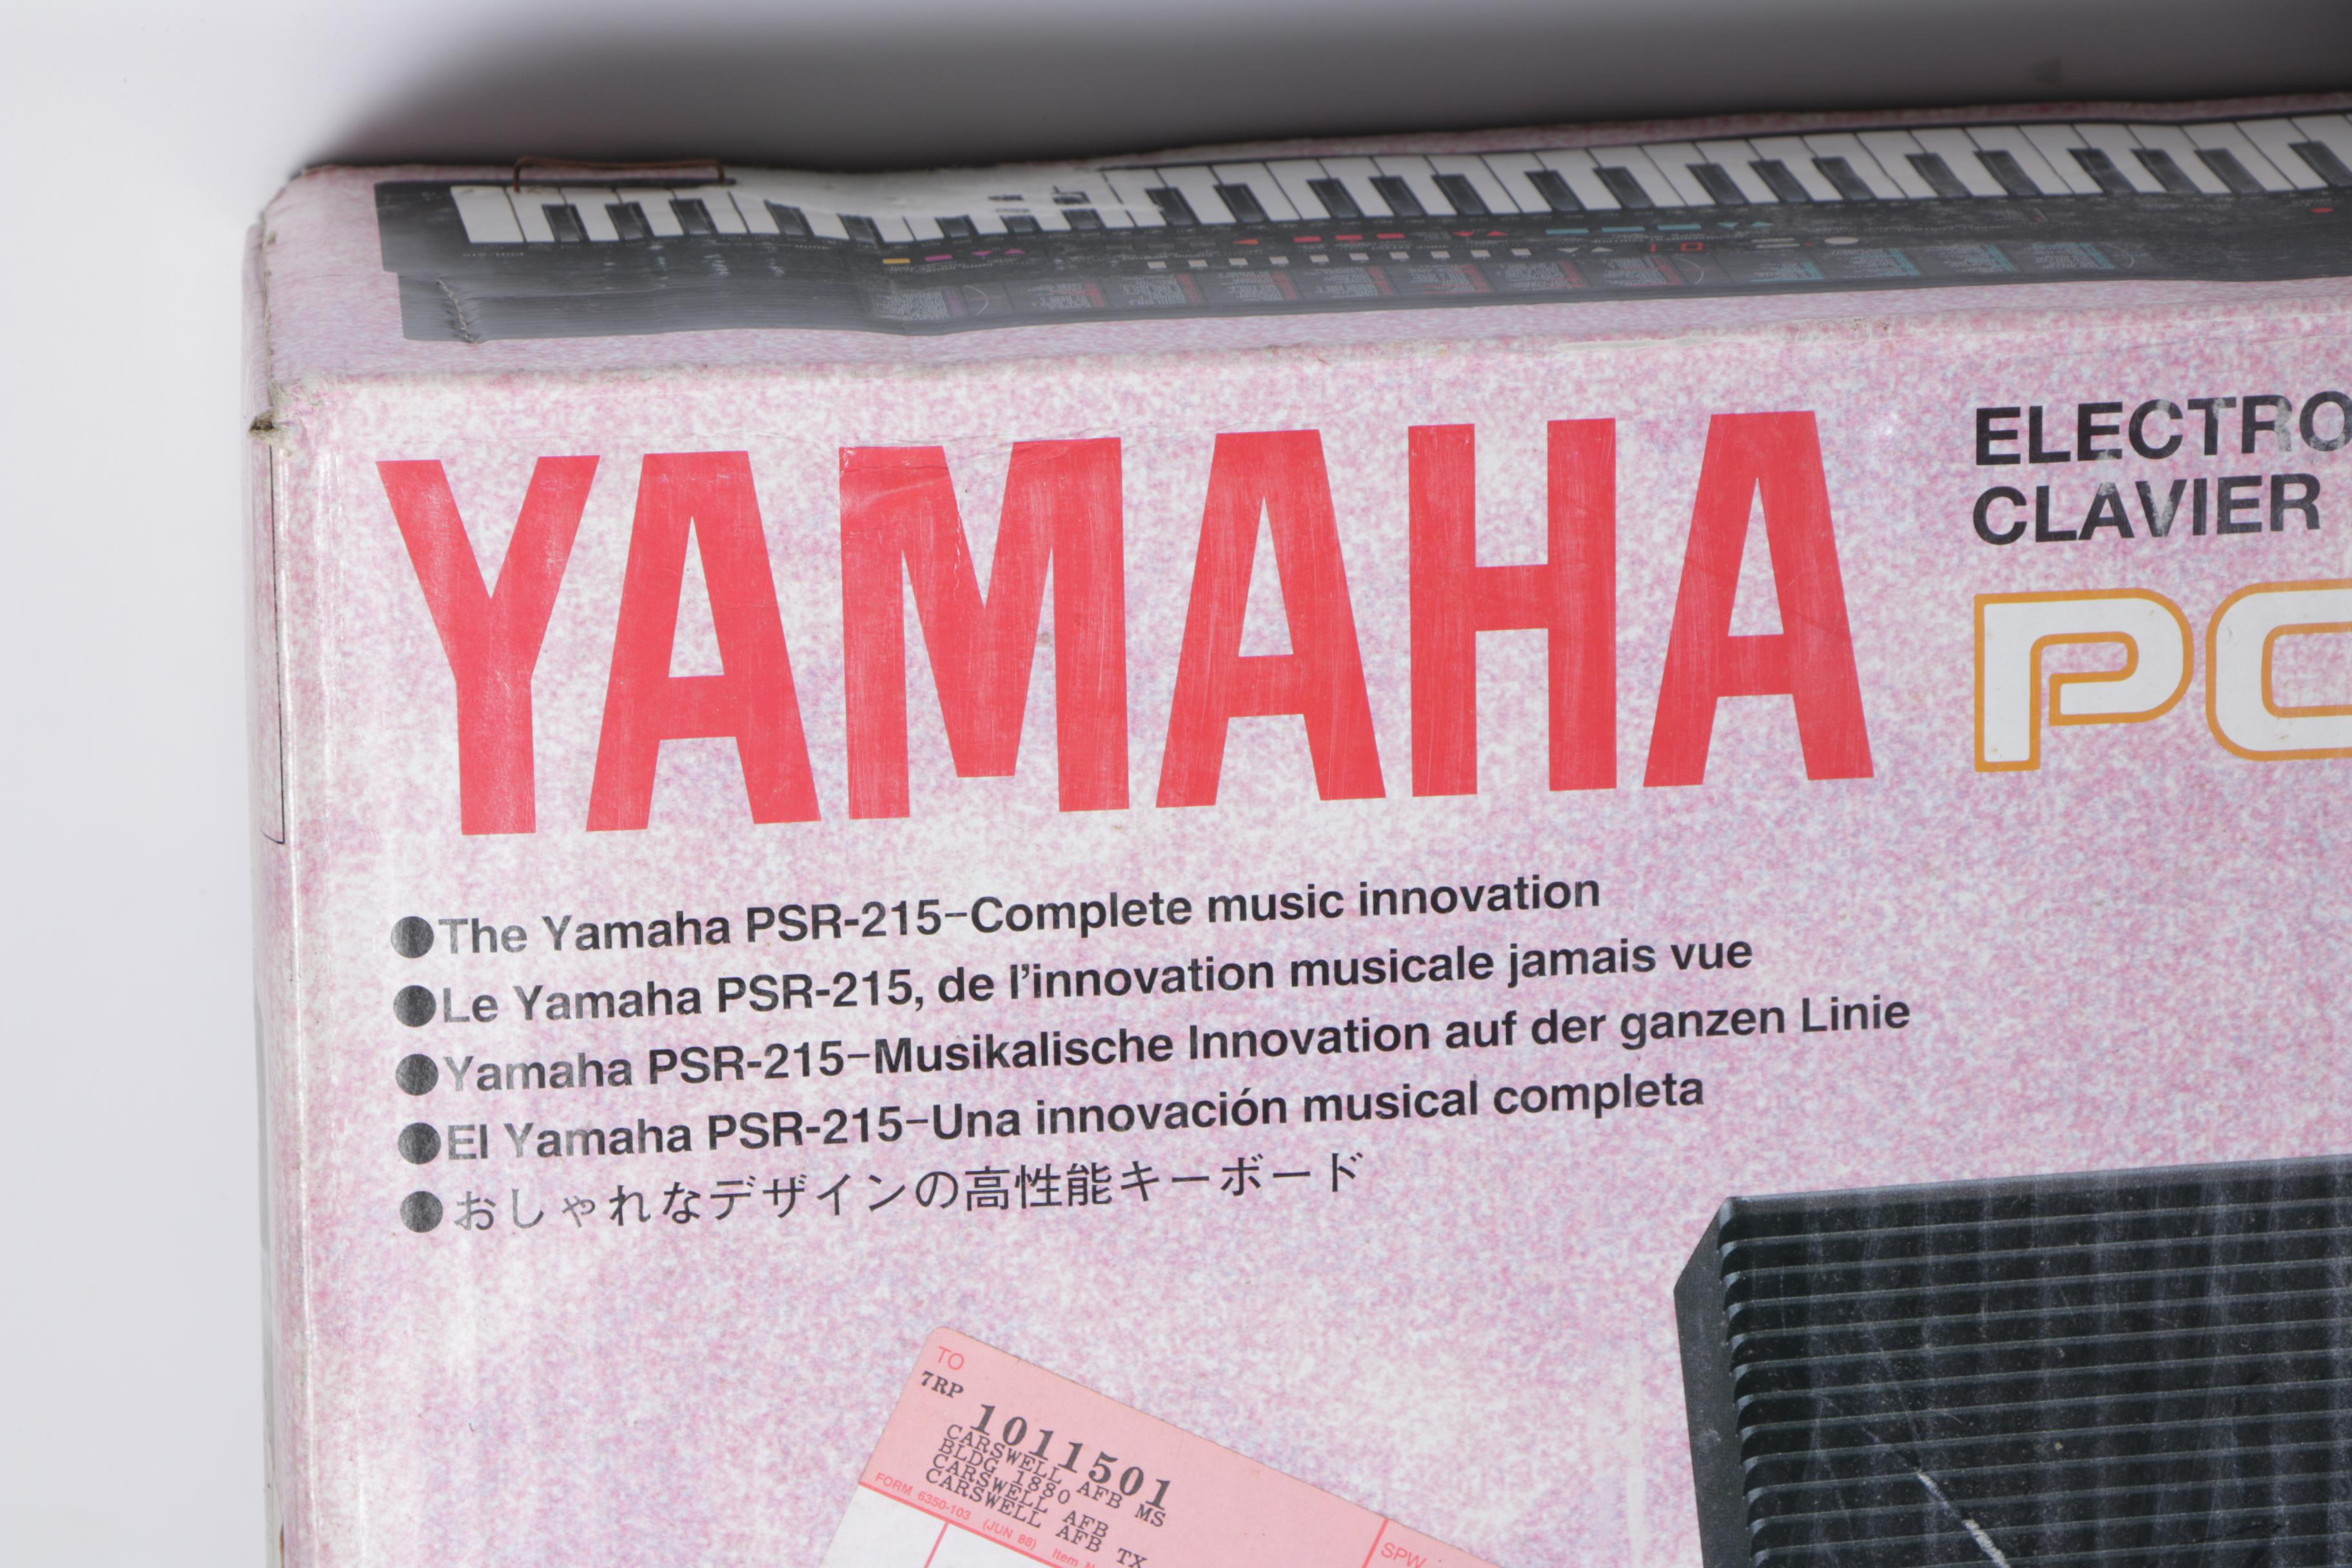 YAMAHA
ELECTRO
CLAVIER
●The Yamaha PSR-215–Complete music innovation
●Le Yamaha PSR-215, de l'innovation musicale jamais vue
●Yamaha PSR-215–Musikalische Innovation auf der ganzen Linie
●El Yamaha PSR-215–Una innovación musical completa
●おしゃれなデザインの高性能キーボード
TO
7RP
1011501
CARSWELL AFB MS
BLDG 1880
CARSWELL AFB
CARSWELL AFB TX
FORM 6350-103 (JUN 88) Item
SPW